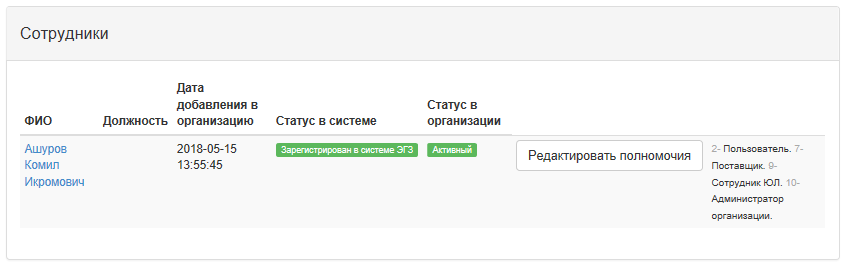 Сотрудники
ФИО
Должность
Дата
добавления в
организацию
Статус в системе
Статус в
организации
Ашуров
Комил
Икромович
2018-05-15
13:55:45
Зарегистрирован в системе ЭГЗ
Активный
Редактировать полномочия
2- Пользователь. 7-
Поставщик. 9-
Сотрудник ЮЛ. 10-
Администратор
организации.